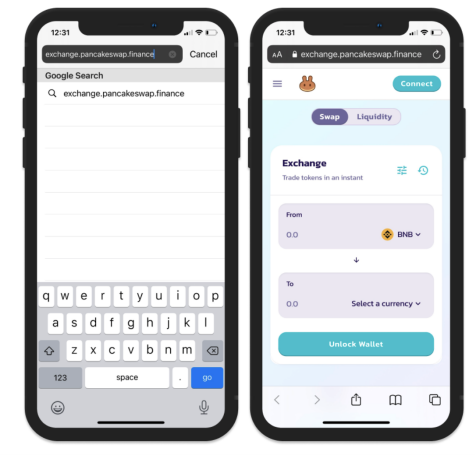 12:31
exchange.pancakeswap.finance
Cancel
Google Search
exchange.pancakeswap.finance
q w e r t y u i o p
a s d f g h j k l
z x c v b n m
123 space . go
12:31
AA exchange.pancakeswap.finance
Connect
Swap Liquidity
Exchange
Trade tokens in an instant
From
0.0 BNB
To
0.0 Select a currency
Unlock Wallet